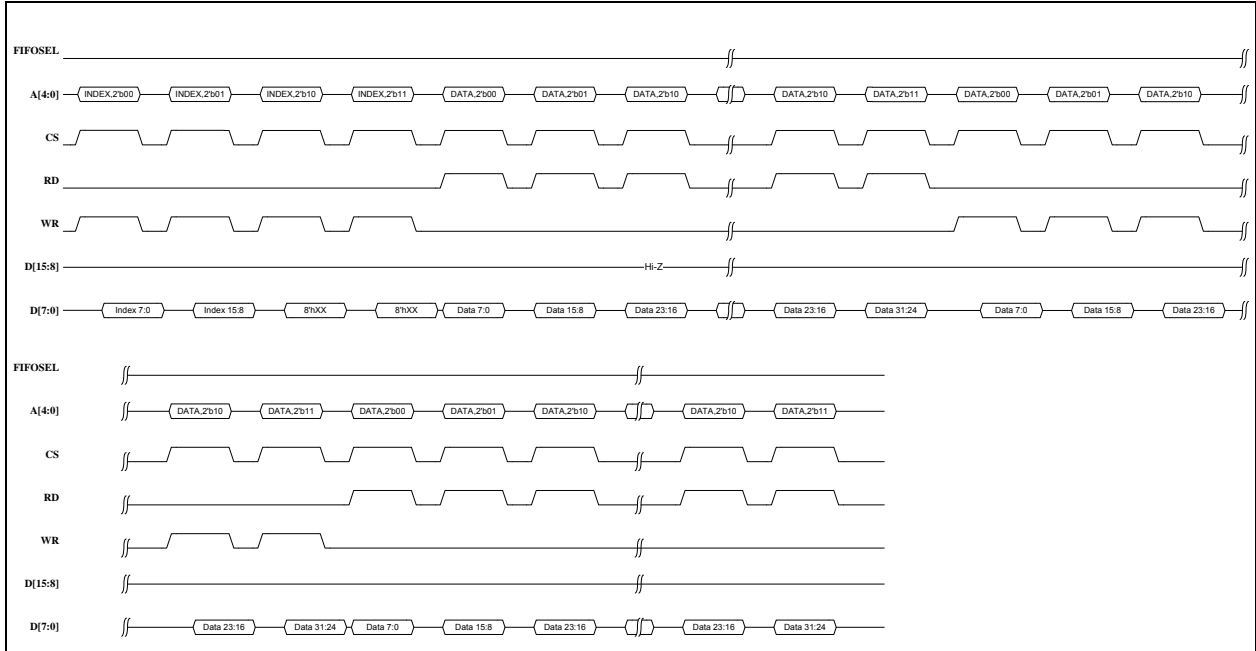 FIFOSEL
A[4:0] INDEX,2'b00 INDEX,2'b01 INDEX,2'b10 INDEX,2'b11 DATA,2'b00 DATA,2'b01 DATA,2'b10 DATA,2'b10 DATA,2'b11 DATA,2'b00 DATA,2'b01 DATA,2'b10
CS
RD
WR
D[15:8] Hi-Z
D[7:0] Index 7:0 Index 15:8 8'hXX 8'hXX Data 7:0 Data 15:8 Data 23:16 Data 23:16 Data 31:24 Data 7:0 Data 15:8 Data 23:16
FIFOSEL
A[4:0] DATA,2'b10 DATA,2'b11 DATA,2'b00 DATA,2'b01 DATA,2'b10 DATA,2'b10 DATA,2'b11
CS
RD
WR
D[15:8]
D[7:0] Data 23:16 Data 31:24 Data 7:0 Data 15:8 Data 23:16 Data 23:16 Data 31:24